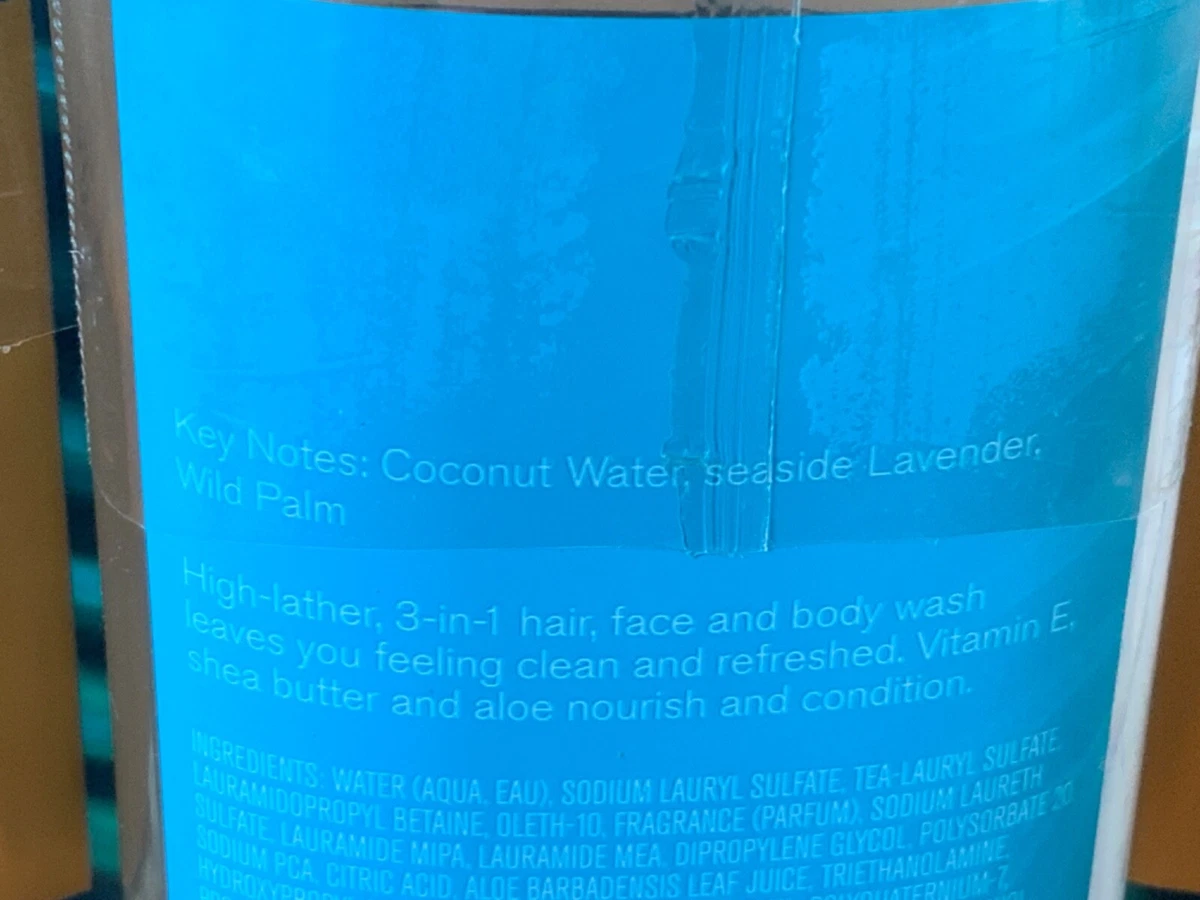 Key Notes: Coconut Water, seaside Lavender,
Wild Palm
High-lather, 3-in-1 hair, face and body wash
leaves you feeling clean and refreshed. Vitamin E,
shea butter and aloe nourish and condition.
INGREDIENTS: WATER (AQUA, EAU), SODIUM LAURYL SULFATE, TEA-LAURYL SULFATE,
LAURAMIDOPROPYL BETAINE, OLETH-10, FRAGRANCE (PARFUM), SODIUM LAURETH
SULFATE, LAURAMIDE MIPA, LAURAMIDE MEA, DIPROPYLENE GLYCOL, POLYSORBATE 20,
SODIUM PCA, CITRIC ACID, ALOE BARBADENSIS LEAF JUICE, TRIETHANOLAMINE,
POLYQUATERNIUM-7,